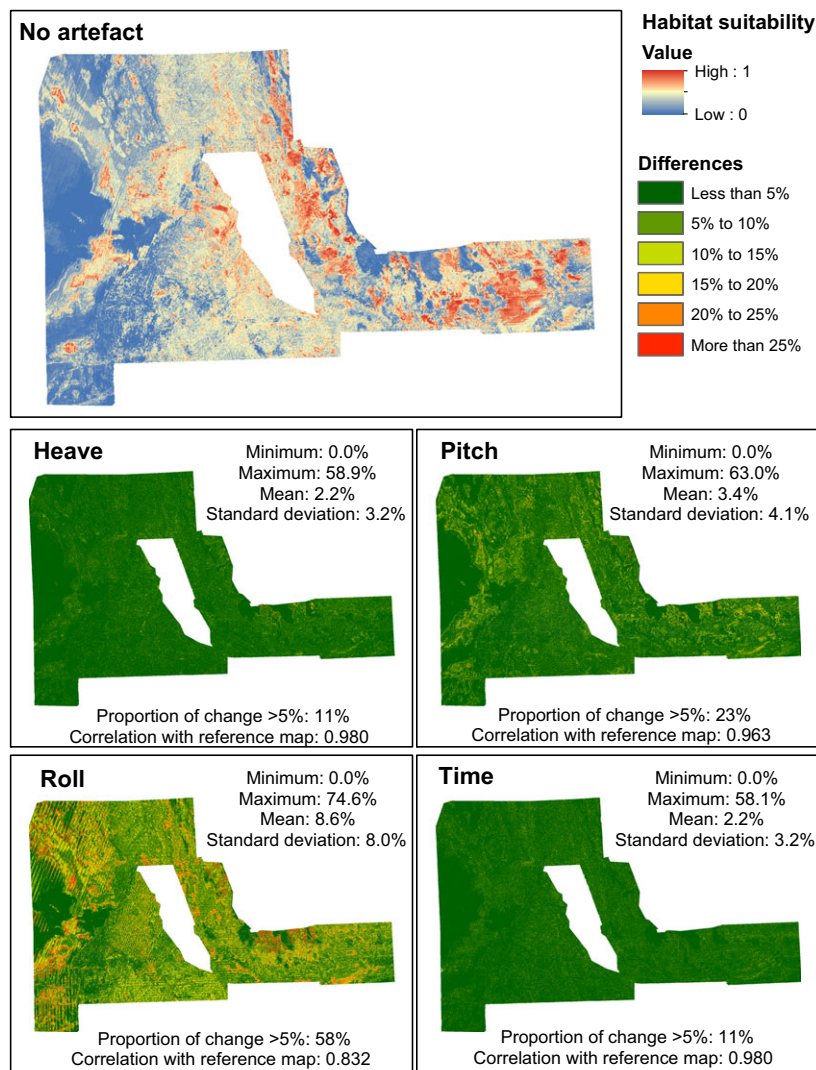 No artefact
Habitat suitability
Value
High : 1
Low : 0
Differences
Less than 5%
5% to 10%
10% to 15%
15% to 20%
20% to 25%
More than 25%
Heave
Minimum: 0.0%
Maximum: 58.9%
Mean: 2.2%
Standard deviation: 3.2%
Proportion of change >5%: 11%
Correlation with reference map: 0.980
Pitch
Minimum: 0.0%
Maximum: 63.0%
Mean: 3.4%
Standard deviation: 4.1%
Proportion of change >5%: 23%
Correlation with reference map: 0.963
Roll
Minimum: 0.0%
Maximum: 74.6%
Mean: 8.6%
Standard deviation: 8.0%
Proportion of change >5%: 58%
Correlation with reference map: 0.832
Time
Minimum: 0.0%
Maximum: 58.1%
Mean: 2.2%
Standard deviation: 3.2%
Proportion of change >5%: 11%
Correlation with reference map: 0.980